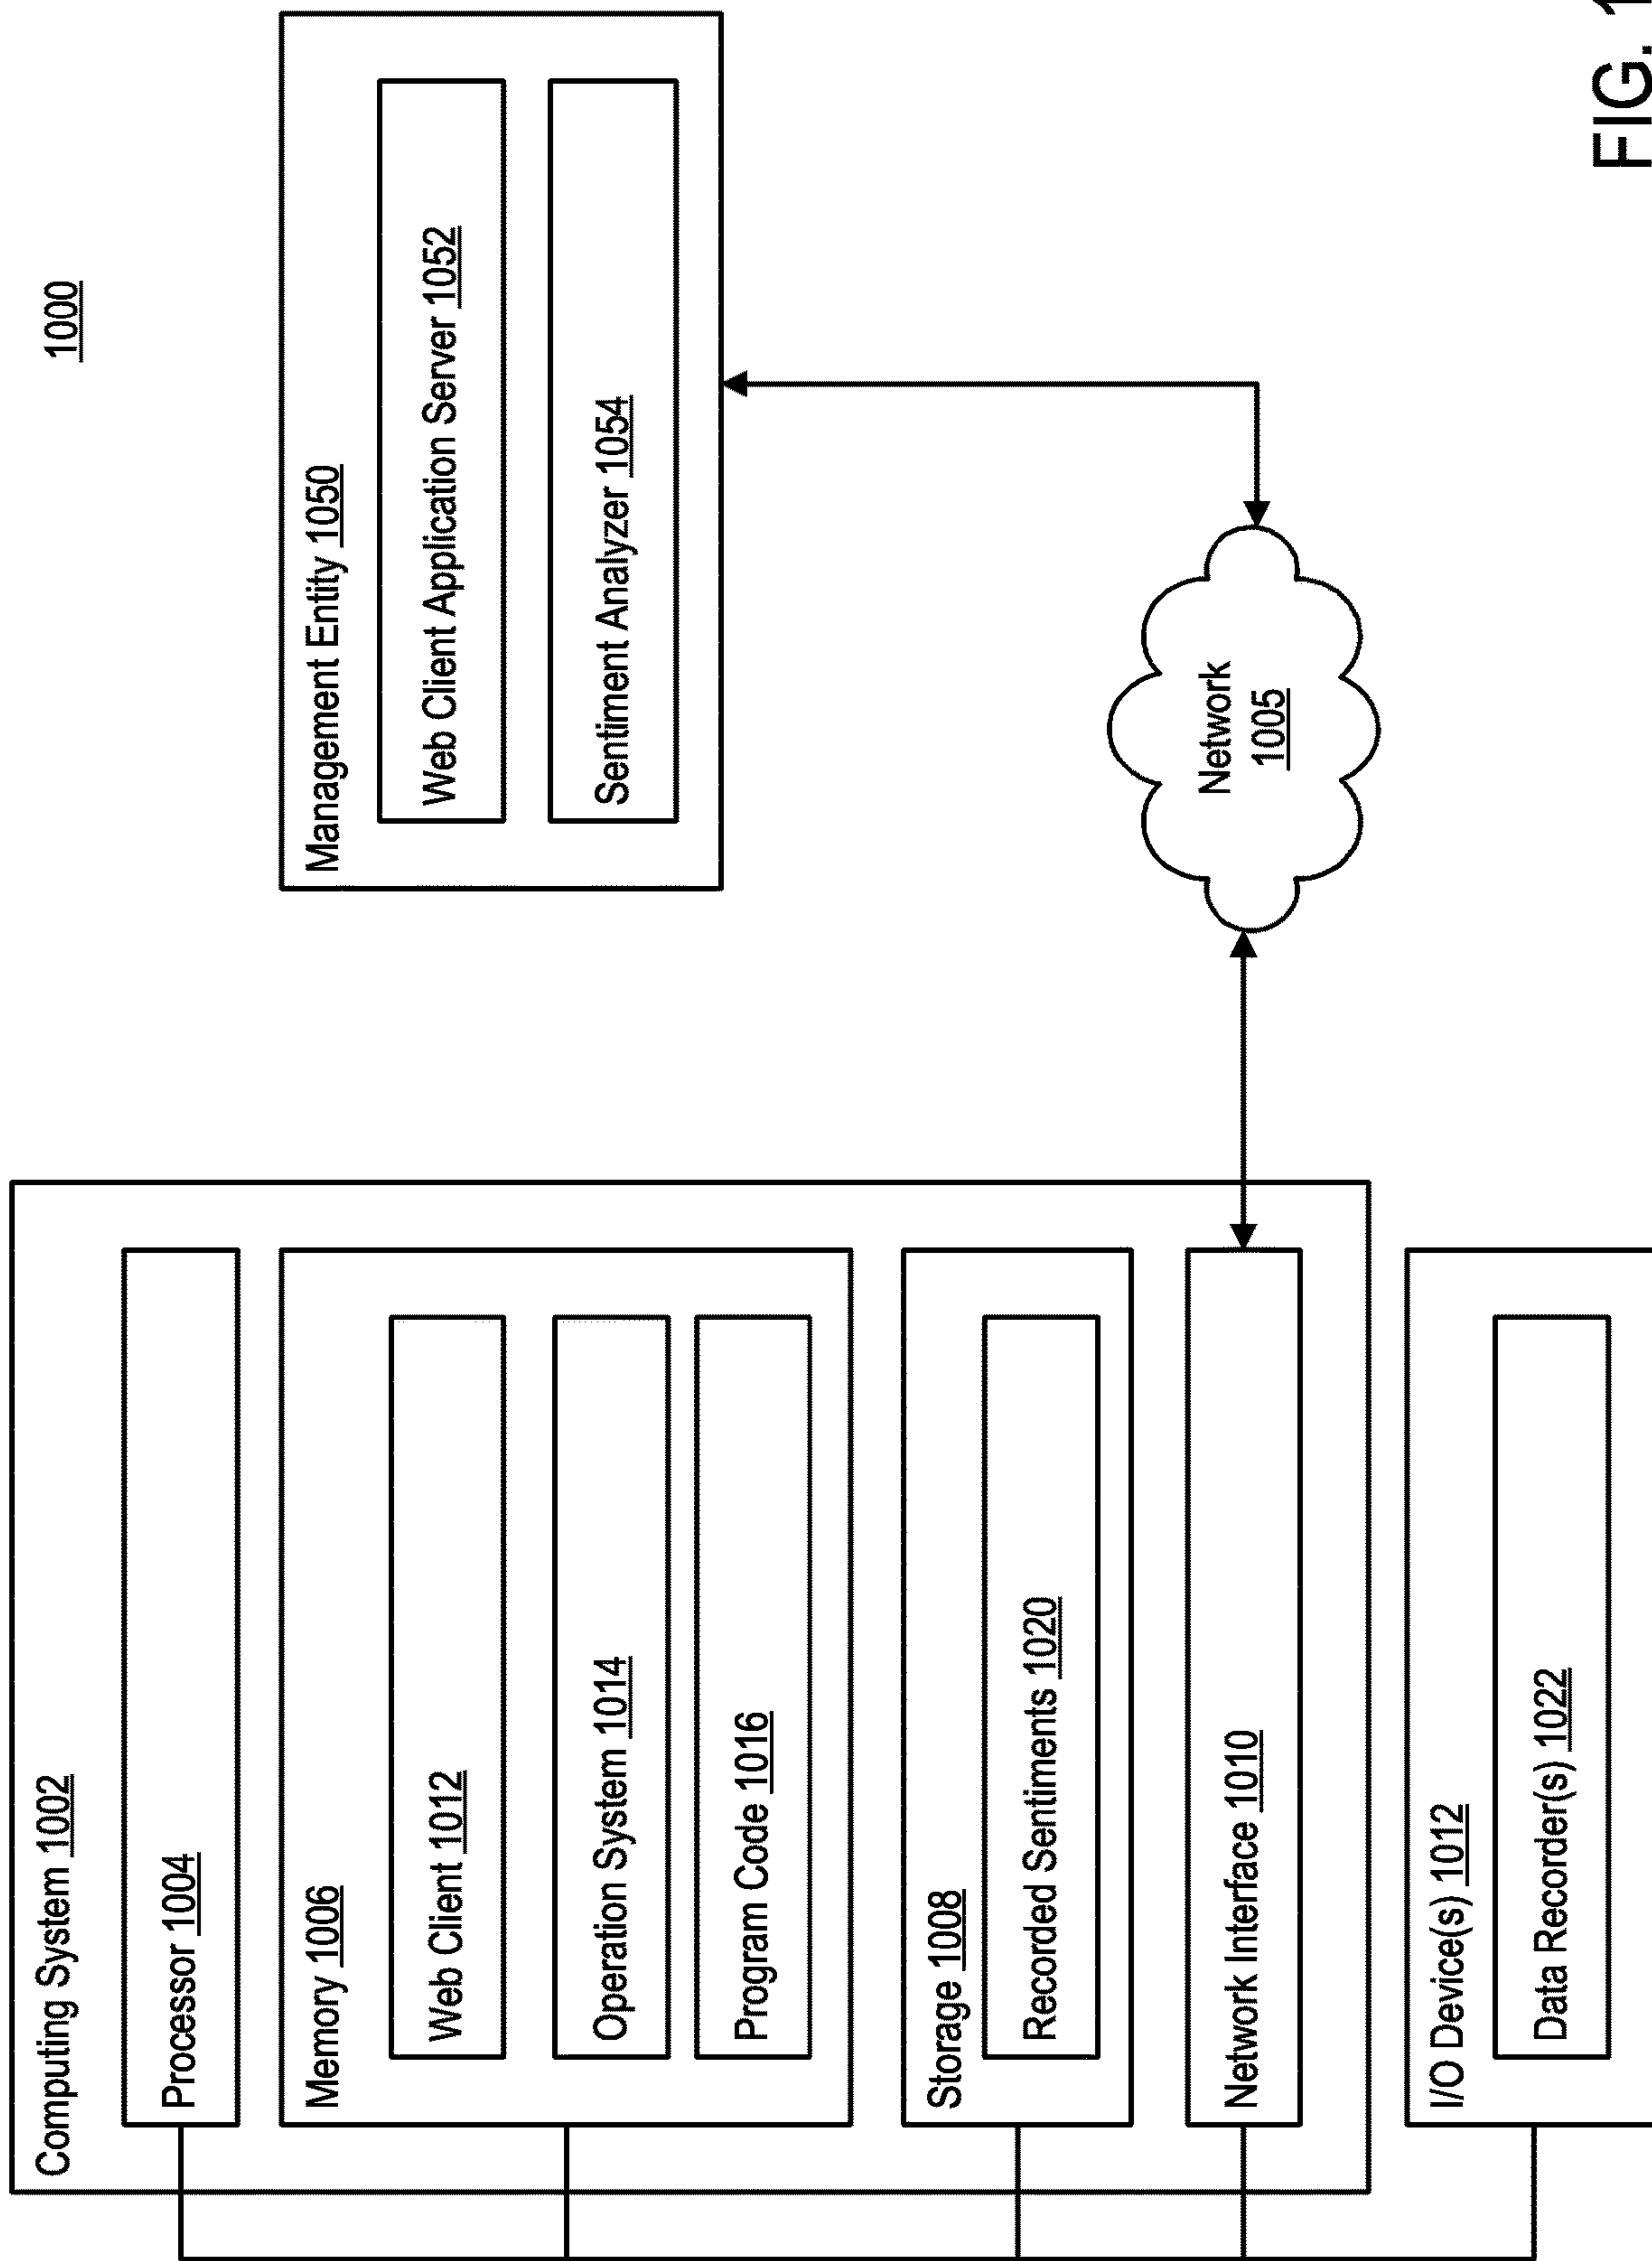 1000
Computing System 1002
Processor 1004
Memory 1006
Web Client 1012
Operation System 1014
Program Code 1016
Storage 1008
Recorded Sentiments 1020
Network Interface 1010
I/O Device(s) 1012
Data Recorder(s) 1022
Network
1005
Management Entity 1050
Web Client Application Server 1052
Sentiment Analyzer 1054
FIG.